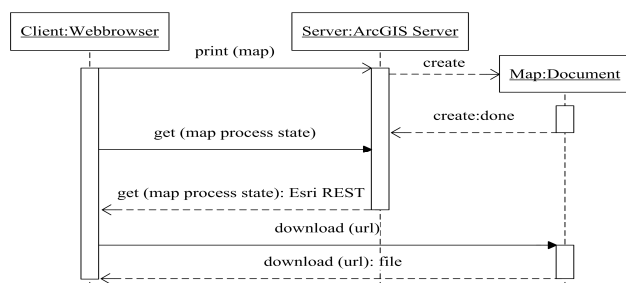 Client:Webbrowser
Server:ArcGIS Server
print (map)
create
Map:Document
create:done
get (map process state)
get (map process state): Esri REST
download (url)
download (url): file